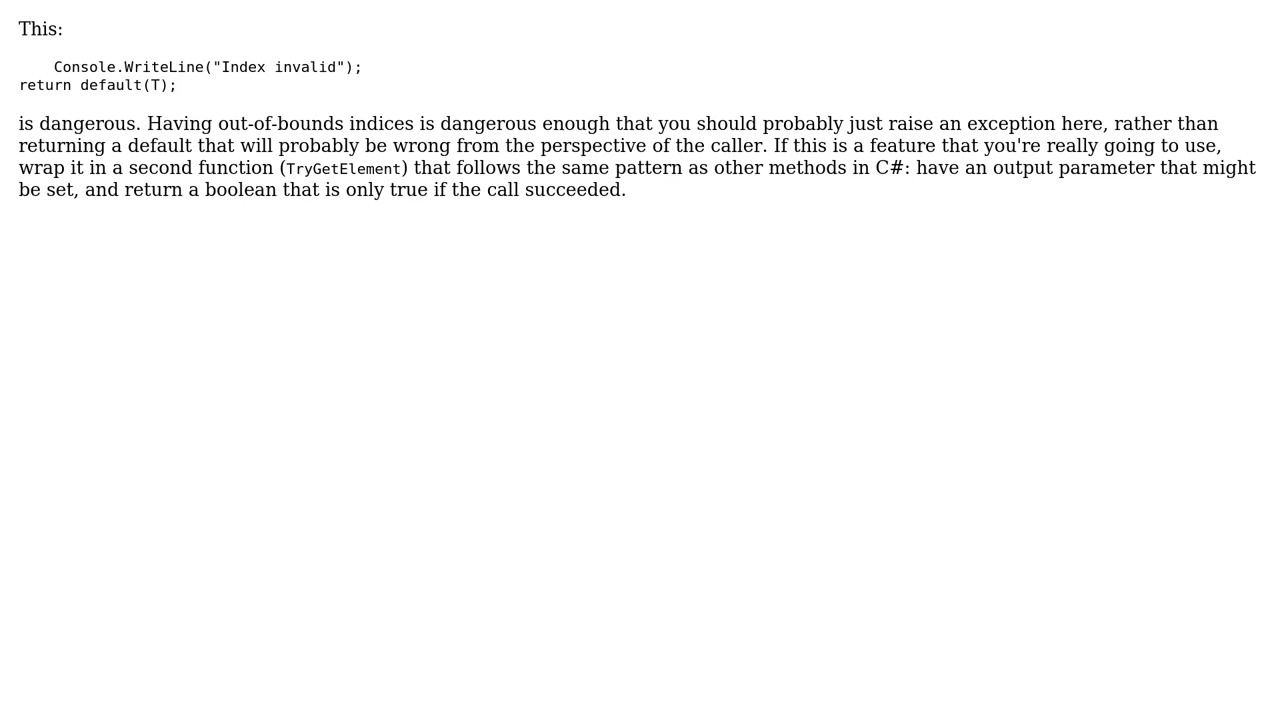 This:
    Console.WriteLine("Index invalid");
return default(T);
is dangerous. Having out-of-bounds indices is dangerous enough that you should probably just raise an exception here, rather than
returning a default that will probably be wrong from the perspective of the caller. If this is a feature that you're really going to use,
wrap it in a second function (TryGetElement) that follows the same pattern as other methods in C#: have an output parameter that might
be set, and return a boolean that is only true if the call succeeded.